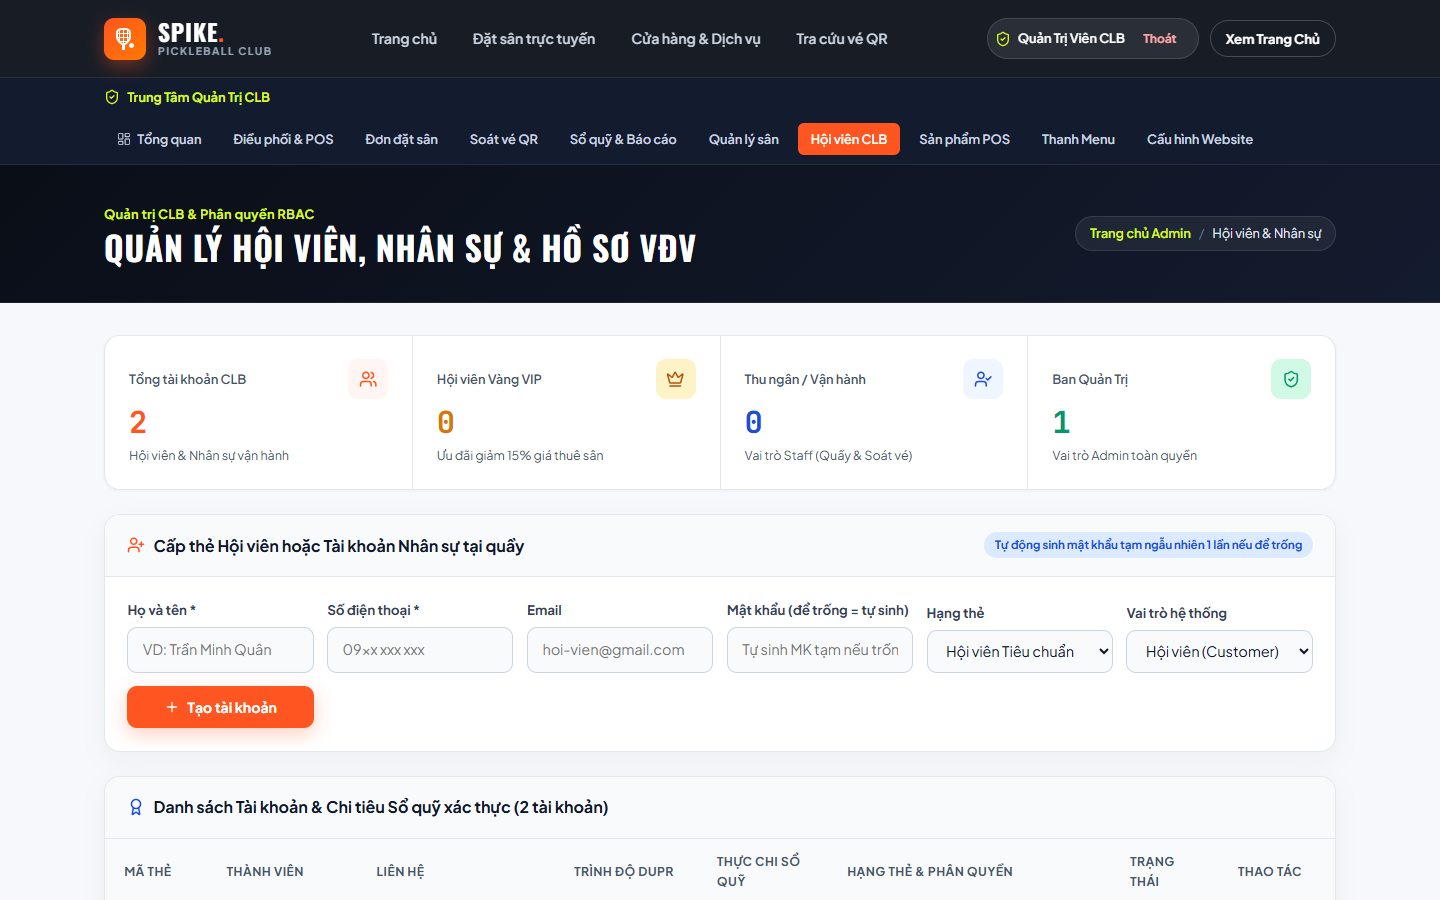 SPIKE.
PICKLEBALL CLUB
Trang chủ
Đặt sân trực tuyến
Cửa hàng & Dịch vụ
Tra cứu vé QR
Quản Trị Viên CLB
Thoát
Xem Trang Chủ
Trung Tâm Quản Trị CLB
Tổng quan
Điều phối & POS
Đơn đặt sân
Soát vé QR
Sổ quỹ & Báo cáo
Quản lý sân
Hội viên CLB
Sản phẩm POS
Thanh Menu
Cấu hình Website
Quản trị CLB & Phân quyền RBAC
QUẢN LÝ HỘI VIÊN, NHÂN SỰ & HỒ SƠ VĐV
Trang chủ Admin / Hội viên & Nhân sự
Tổng tài khoản CLB
2
Hội viên & Nhân sự vận hành
Hội viên Vàng VIP
0
Ưu đãi giảm 15% giá thuê sân
Thu ngân / Vận hành
0
Vai trò Staff (Quầy & Soát vé)
Ban Quản Trị
1
Vai trò Admin toàn quyền
Cấp thẻ Hội viên hoặc Tài khoản Nhân sự tại quầy
Tự động sinh mật khẩu tạm ngẫu nhiên 1 lần nếu để trống
Họ và tên *
VD: Trần Minh Quân
Số điện thoại *
09xx xxx xxx
Email
hoi-vien@gmail.com
Mật khẩu (để trống = tự sinh)
Tự sinh MK tạm nếu trốn
Hạng thẻ
Hội viên Tiêu chuẩn
Vai trò hệ thống
Hội viên (Customer)
+ Tạo tài khoản
Danh sách Tài khoản & Chi tiêu Sổ quỹ xác thực (2 tài khoản)
MÃ THẺ
THÀNH VIÊN
LIÊN HỆ
TRÌNH ĐỘ DUPR
THỰC CHI SỔ
QUỸ
HẠNG THẺ & PHÂN QUYỀN
TRẠNG
THÁI
THAO TÁC